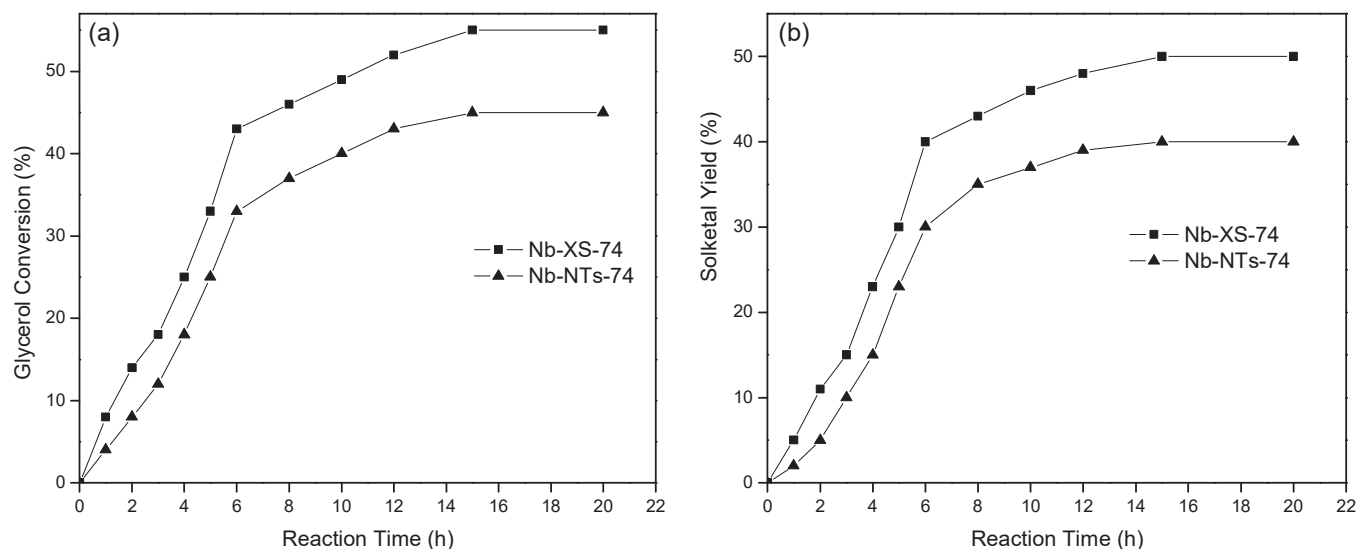 (a)
Glycerol Conversion (%)
50
40
30
20
10
0
Nb-XS-74
Nb-NTs-74
0 2 4 6 8 10 12 14 16 18 20 22
Reaction Time (h)
(b)
Solketal Yield (%)
50
40
30
20
10
0
Nb-XS-74
Nb-NTs-74
0 2 4 6 8 10 12 14 16 18 20 22
Reaction Time (h)